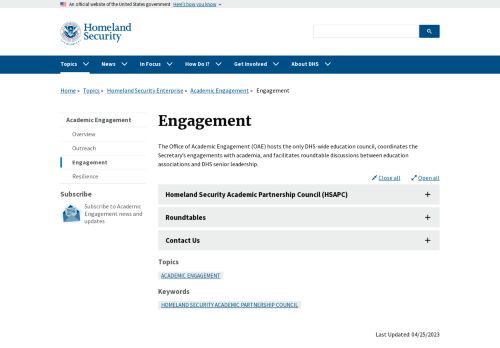 An official website of the United States government Here's how you know
Homeland
Security
Topics News In Focus How Do I? Get Involved About DHS
Home » Topics » Homeland Security Enterprise » Academic Engagement » Engagement
Academic Engagement
Overview
Outreach
Engagement
Resilience
Subscribe
Subscribe to Academic
Engagement news and
updates
Engagement
The Office of Academic Engagement (OAE) hosts the only DHS-wide education council, coordinates the
Secretary's engagements with academia, and facilitates roundtable discussions between education
associations and DHS senior leadership.
Close all Open all
Homeland Security Academic Partnership Council (HSAPC)
Roundtables
Contact Us
Topics
ACADEMIC ENGAGEMENT
Keywords
HOMELAND SECURITY ACADEMIC PARTNERSHIP COUNCIL
Last Updated: 04/25/2023